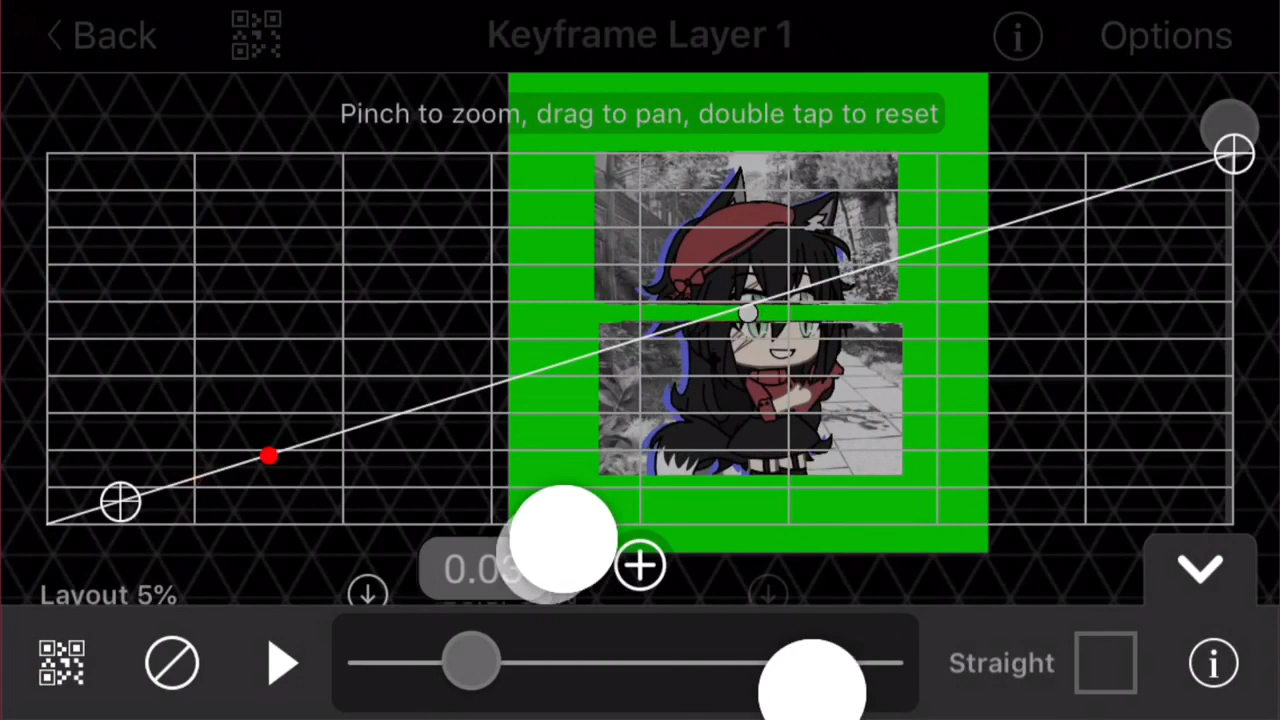 Back
Keyframe Layer 1
Options
Pinch to zoom, drag to pan, double tap to reset
Layout 5%
Straight